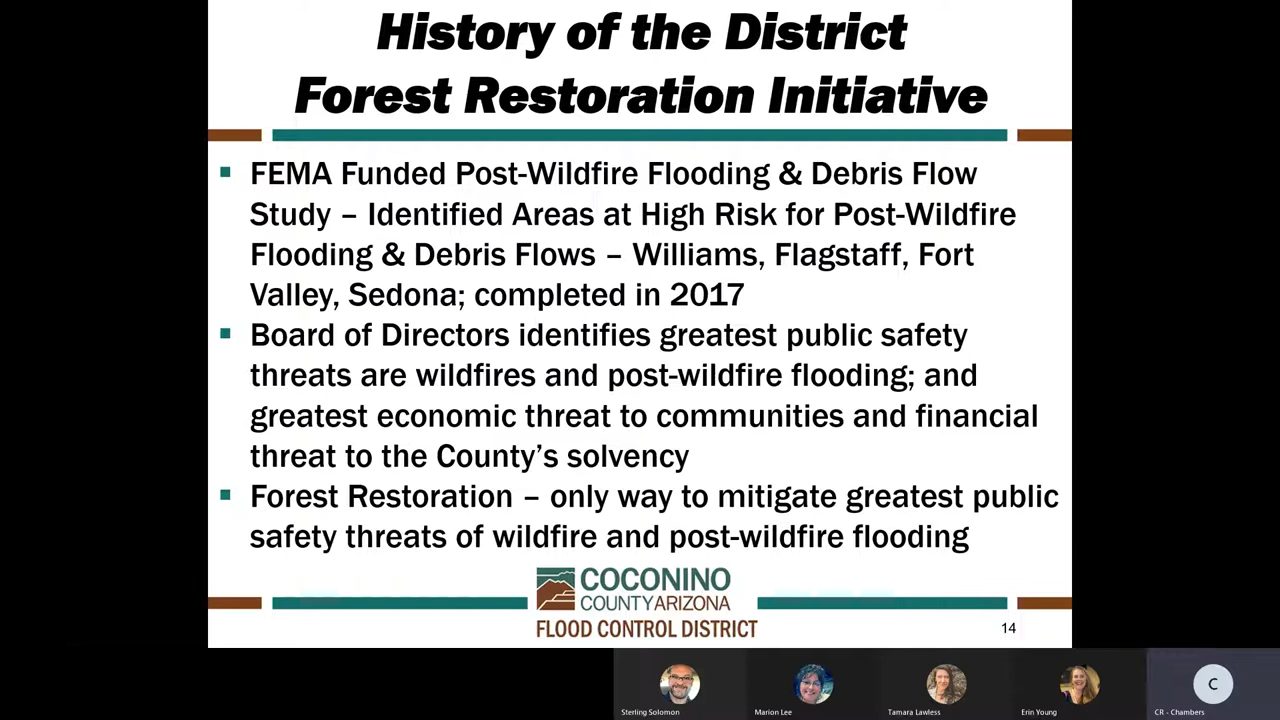 History of the District
Forest Restoration Initiative
▪ FEMA Funded Post-Wildfire Flooding & Debris Flow
Study – Identified Areas at High Risk for Post-Wildfire
Flooding & Debris Flows – Williams, Flagstaff, Fort
Valley, Sedona; completed in 2017
▪ Board of Directors identifies greatest public safety
threats are wildfires and post-wildfire flooding; and
greatest economic threat to communities and financial
threat to the County’s solvency
▪ Forest Restoration – only way to mitigate greatest public
safety threats of wildfire and post-wildfire flooding
COCONINO
COUNTY ARIZONA
FLOOD CONTROL DISTRICT
14
C
Sterling Solomon
Marion Lee
Tamara Lawless
Erin Young
CR - Chambers